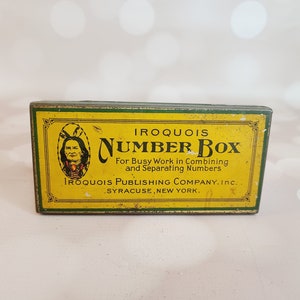 IROQUOIS
NUMBER BOX
For Busy Work in Combining
and Separating Numbers
IROQUOIS PUBLISHING COMPANY, INC.
SYRACUSE, NEW YORK.